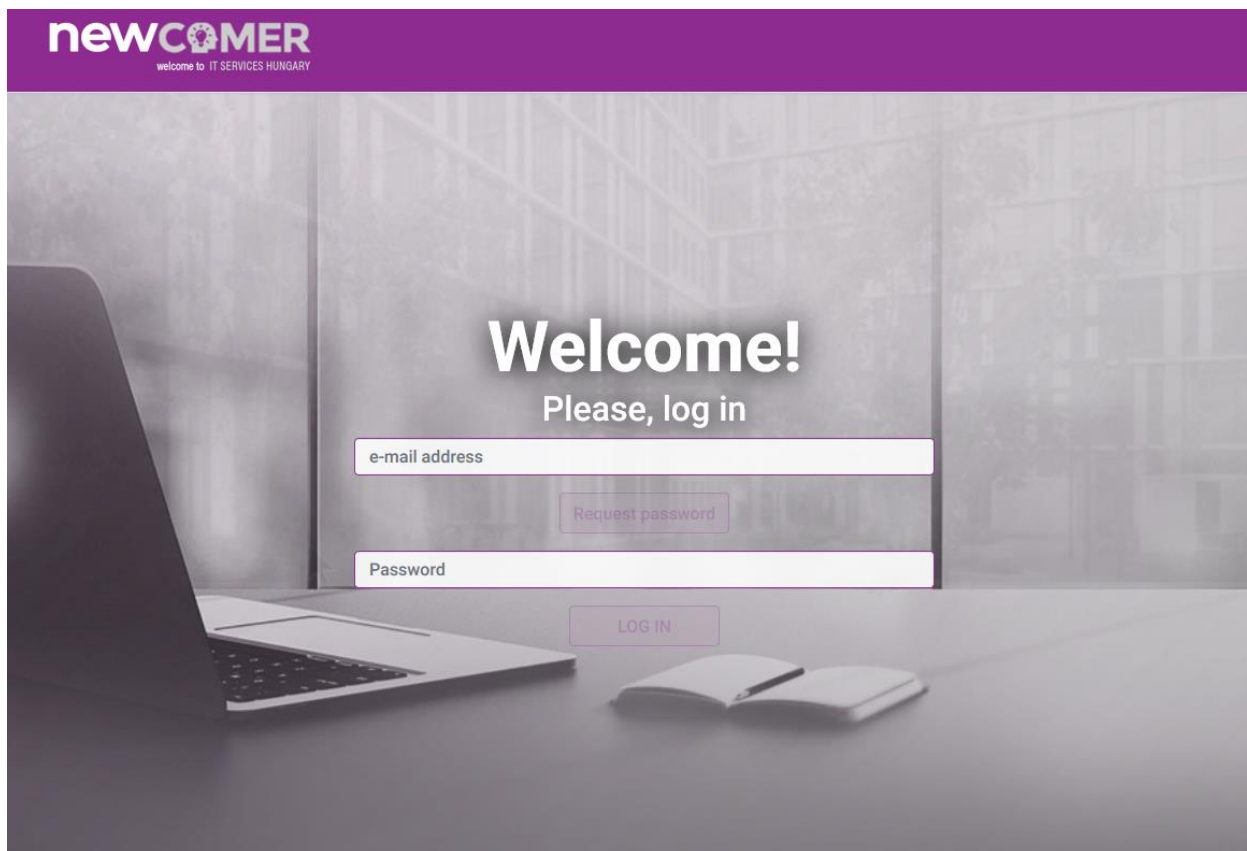 newCOMER
welcome to IT SERVICES HUNGARY
Welcome!
Please, log in
e-mail address
Request password
Password
LOG IN